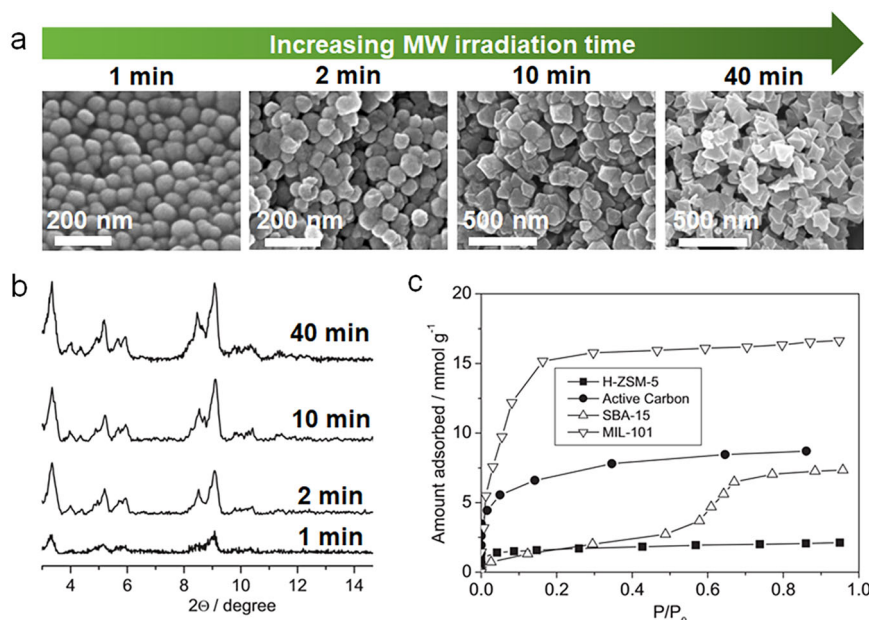 a
Increasing MW irradiation time
1 min
2 min
10 min
40 min
200 nm
200 nm
500 nm
500 nm
b
40 min
10 min
2 min
1 min
4 6 8 10 12 14
2Θ / degree
c
Amount adsorbed / mmol g⁻¹
20
15
10
5
0
H-ZSM-5
Active Carbon
SBA-15
MIL-101
0.0 0.2 0.4 0.6 0.8 1.0
P/P₀